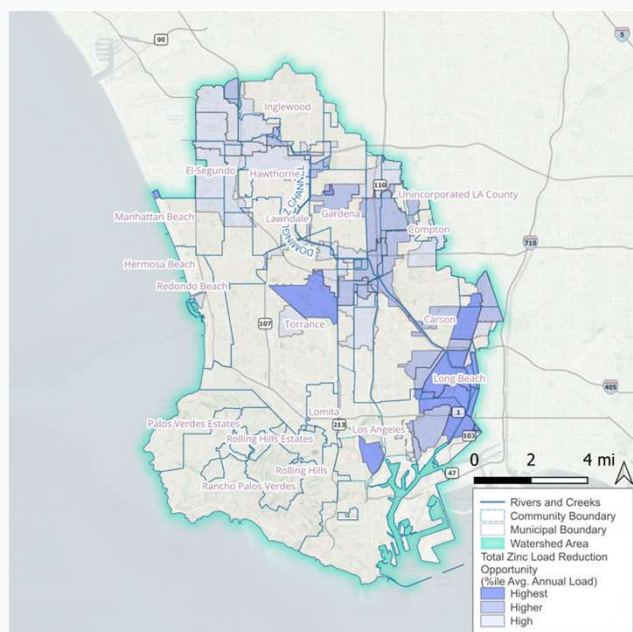 90
5
Inglewood
El Segundo
Hawthorne
DOMINGUEZ CHANNEL
110
Unincorporated LA County
Manhattan Beach
Lawndale
Gardena
Compton
710
Hermosa Beach
Redondo Beach
107
Torrance
Carson
Long Beach
405
Lomita
1
Palos Verdes Estates
213
Los Angeles
103
Rolling Hills Estates
Rolling Hills
47
Rancho Palos Verdes
0 2 4 mi
Rivers and Creeks
Community Boundary
Municipal Boundary
Watershed Area
Total Zinc Load Reduction
Opportunity
(%ile Avg. Annual Load)
Highest
Higher
High